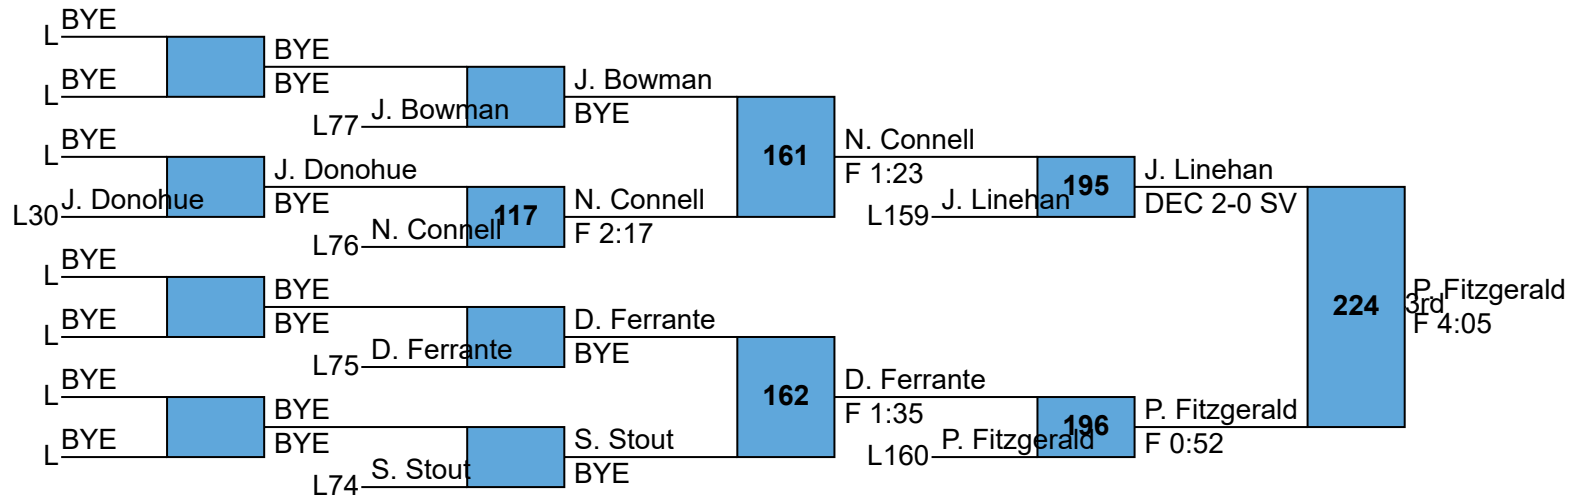 BYE
L
BYE
BYE
BYE
L
J. Bowman
BYE
J. Bowman
L77
BYE
L
J. Donohue
BYE
J. Donohue
L30
117
N. Connell
F 2:17
N. Connell
L76
161
N. Connell
F 1:23
J. Linehan
L159
195
J. Linehan
DEC 2-0 SV
BYE
L
BYE
BYE
BYE
L
D. Ferrante
BYE
D. Ferrante
L75
BYE
L
BYE
BYE
BYE
L
S. Stout
BYE
S. Stout
L74
162
D. Ferrante
F 1:35
P. Fitzgerald
L160
196
P. Fitzgerald
F 0:52
224
P. Fitzgerald
3rd
F 4:05